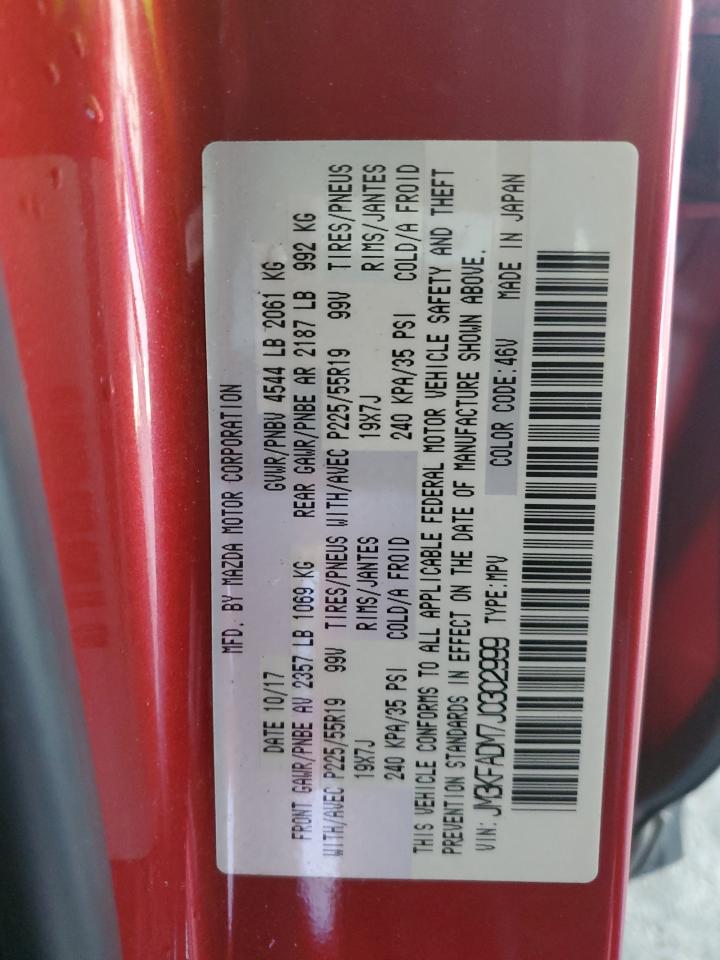 MFD. BY MAZDA MOTOR CORPORATION
DATE 10/17 GVWR/PNBV 4544 LB 2061 KG
FRONT GAWR/PNBE AV 2357 LB 1069 KG REAR GAWR/PNBE AR 2187 LB 992 KG
WITH/AVEC P225/55R19 99V TIRES/PNEUS WITH/AVEC P225/55R19 99V TIRES/PNEUS
19X7J RIMS/JANTES 19X7J RIMS/JANTES
240 KPA/35 PSI COLD/A FROID 240 KPA/35 PSI COLD/A FROID
THIS VEHICLE CONFORMS TO ALL APPLICABLE FEDERAL MOTOR VEHICLE SAFETY AND THEFT
PREVENTION STANDARDS IN EFFECT ON THE DATE OF MANUFACTURE SHOWN ABOVE.
VIN: JM3KFADM7J0302999 TYPE:MPV COLOR CODE:46V MADE IN JAPAN